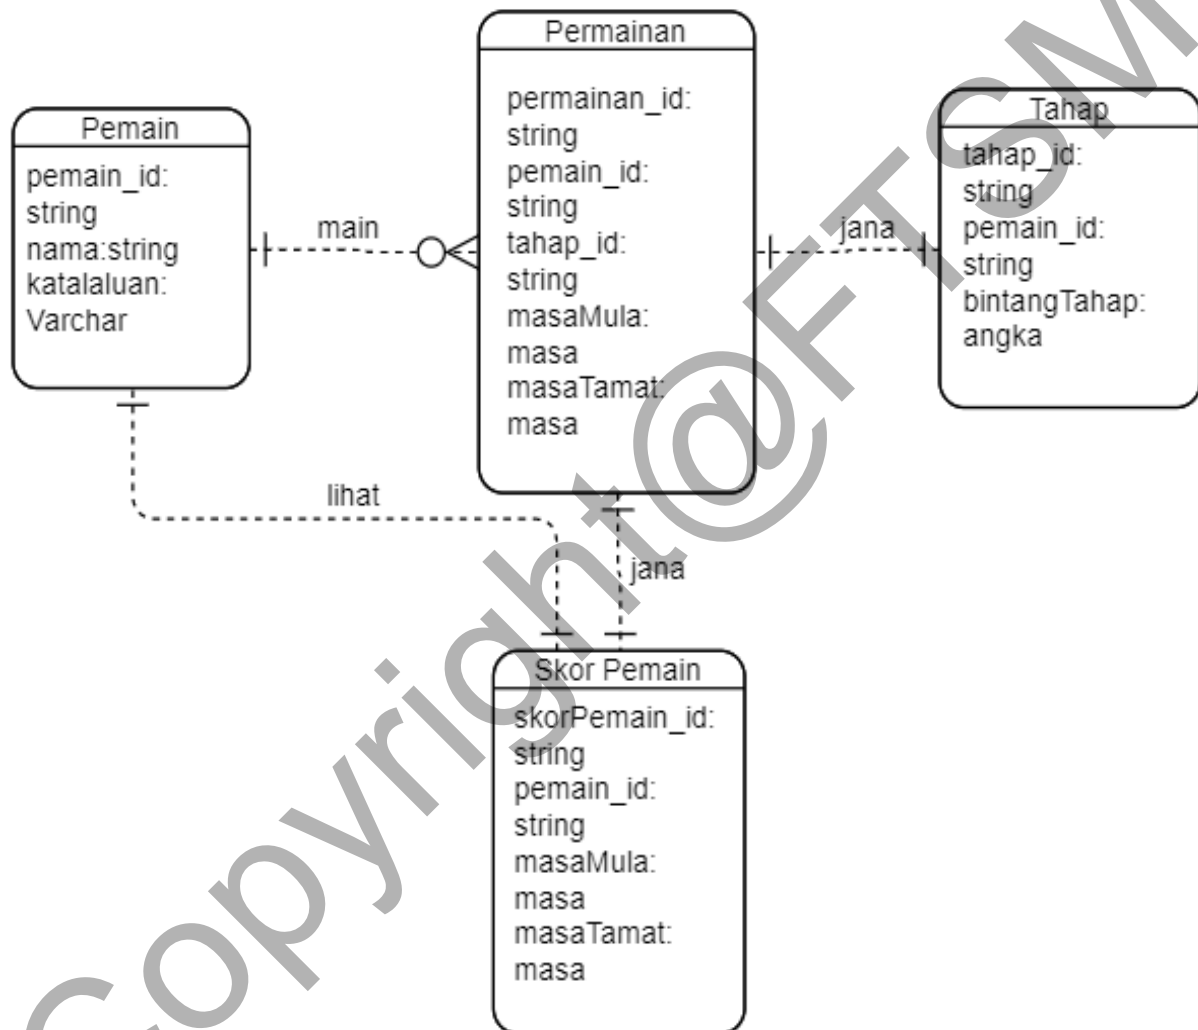 Permainan
permainan_id:
string
pemain_id:
string
tahap_id:
string
masaMula:
masa
masaTamat:
masa
Pemain
pemain_id:
string
nama:string
katalaluan:
Varchar
main
Tahap
tahap_id:
string
pemain_id:
string
bintangTahap:
angka
jana
lihat
jana
Skor Pemain
skorPemain_id:
string
pemain_id:
string
masaMula:
masa
masaTamat:
masa
Copyright@FTSM